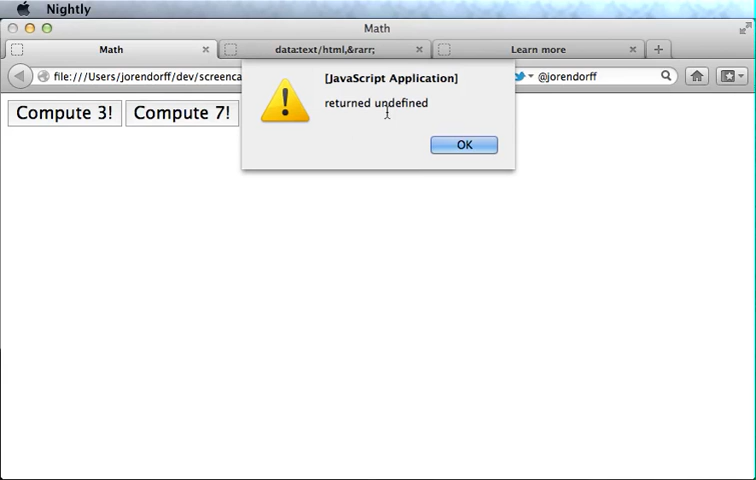 Nightly
Math
Math
data:text/html,&rarr;
Learn more
file:///Users/jorendorff/dev/screenca
@jorendorff
[JavaScript Application]
returned undefined
OK
Compute 3!
Compute 7!